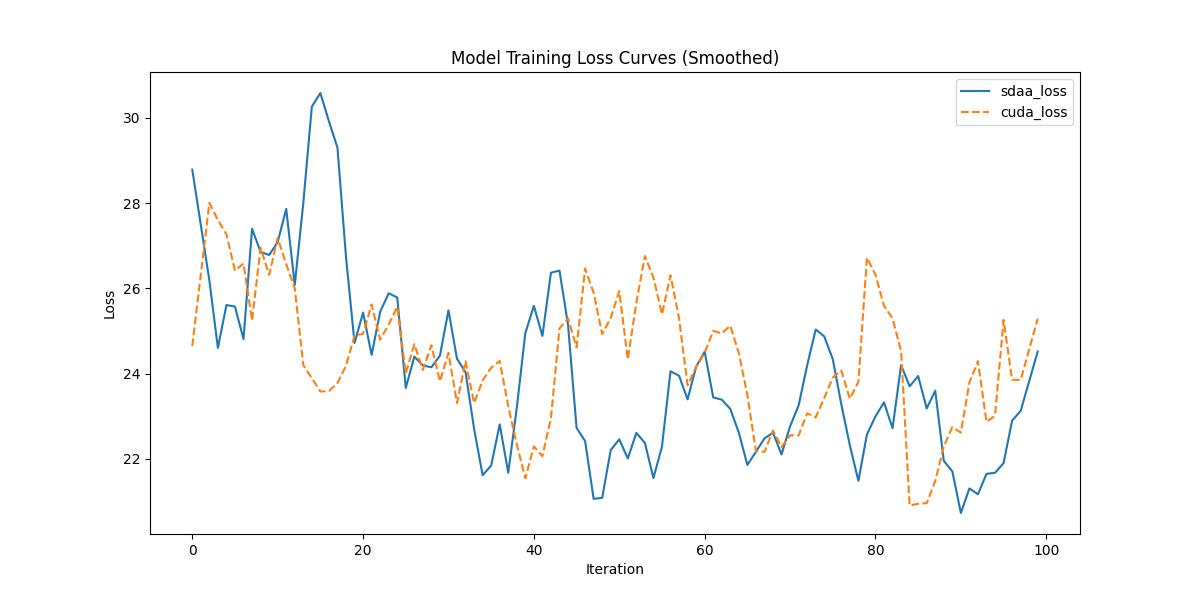 Model Training Loss Curves (Smoothed)
sdaa_loss
cuda_loss
Loss
30
28
26
24
22
0 20 40 60 80 100
Iteration